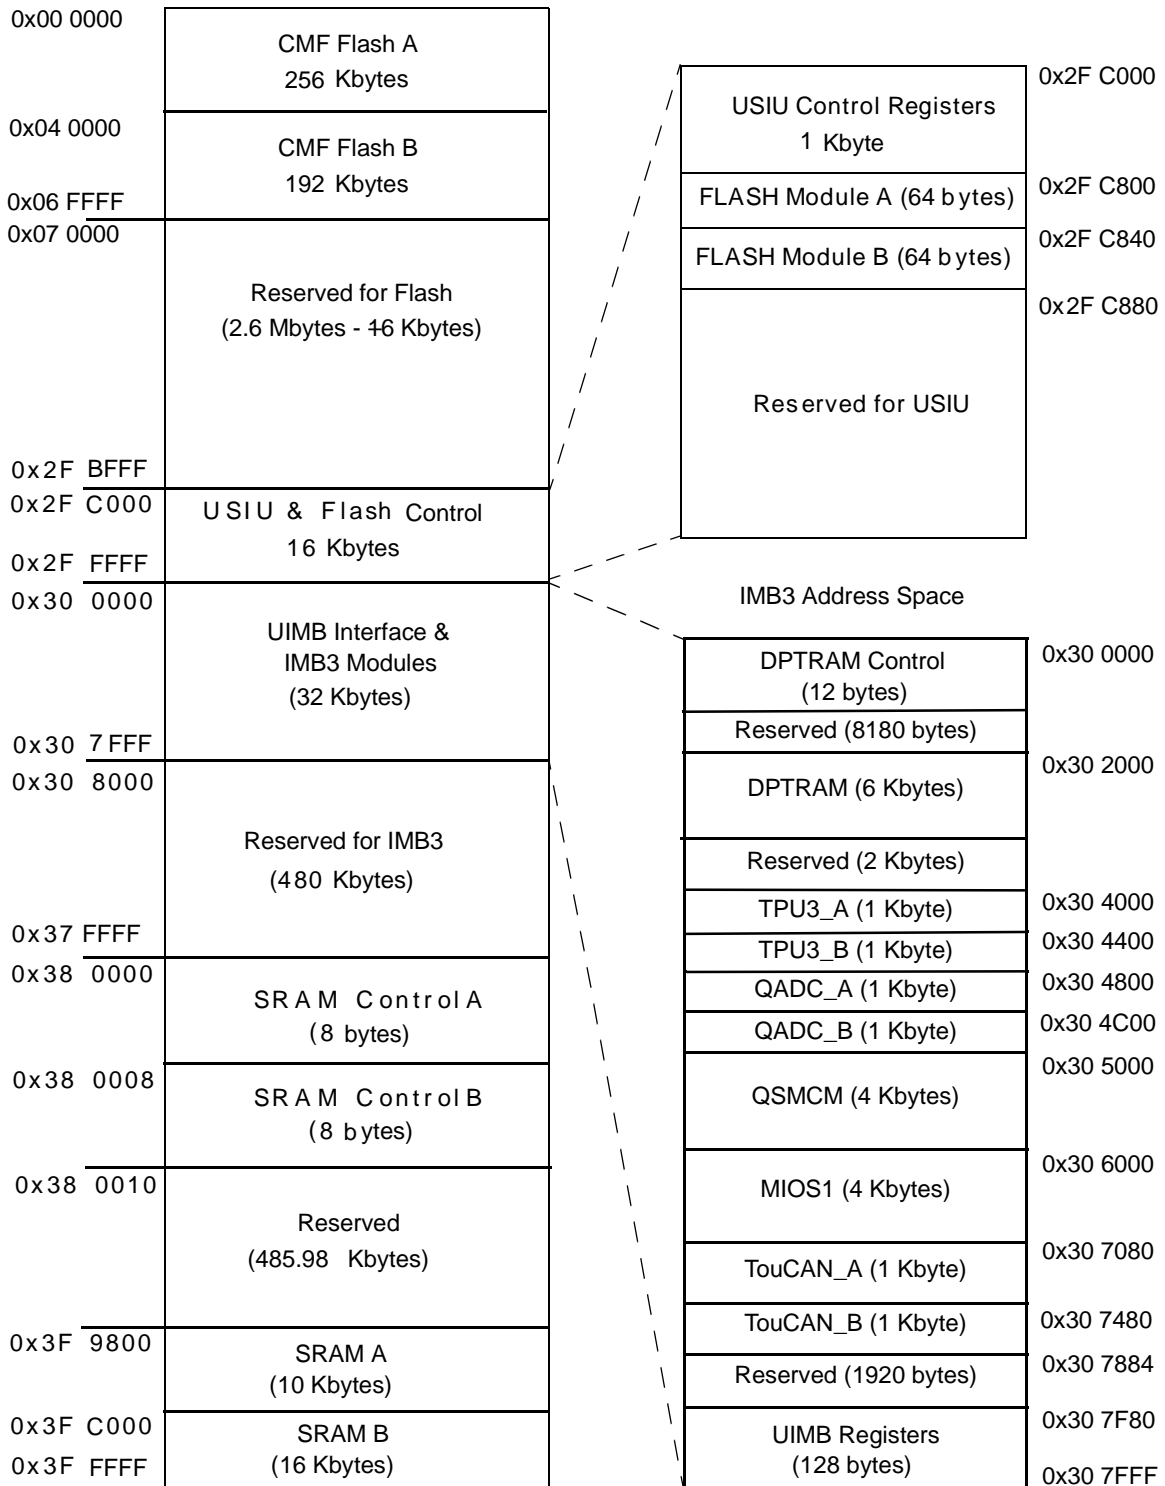 0x00 0000
CMF Flash A
256 Kbytes
0x04 0000
CMF Flash B
192 Kbytes
0x06 FFFF
0x07 0000
Reserved for Flash
(2.6 Mbytes - 16 Kbytes)
0x2F BFFF
0x2F C000
USIU & Flash Control
16 Kbytes
0x2F FFFF
0x30 0000
UIMB Interface &
IMB3 Modules
(32 Kbytes)
0x30 7FFF
0x30 8000
Reserved for IMB3
(480 Kbytes)
0x37 FFFF
0x38 0000
SRAM Control A
(8 bytes)
0x38 0008
SRAM Control B
(8 bytes)
0x38 0010
Reserved
(485.98 Kbytes)
0x3F 9800
SRAM A
(10 Kbytes)
0x3F C000
SRAM B
(16 Kbytes)
0x3F FFFF
0x2F C000
USIU Control Registers
1 Kbyte
FLASH Module A (64 bytes)
0x2F C800
FLASH Module B (64 bytes)
0x2F C840
0x2F C880
Reserved for USIU
IMB3 Address Space
DPTRAM Control
(12 bytes)
0x30 0000
Reserved (8180 bytes)
0x30 2000
DPTRAM (6 Kbytes)
Reserved (2 Kbytes)
TPU3_A (1 Kbyte)
0x30 4000
TPU3_B (1 Kbyte)
0x30 4400
QADC_A (1 Kbyte)
0x30 4800
QADC_B (1 Kbyte)
0x30 4C00
0x30 5000
QSMCM (4 Kbytes)
0x30 6000
MIOS1 (4 Kbytes)
0x30 7080
TouCAN_A (1 Kbyte)
TouCAN_B (1 Kbyte)
0x30 7480
Reserved (1920 bytes)
0x30 7884
0x30 7F80
UIMB Registers
(128 bytes)
0x30 7FFF